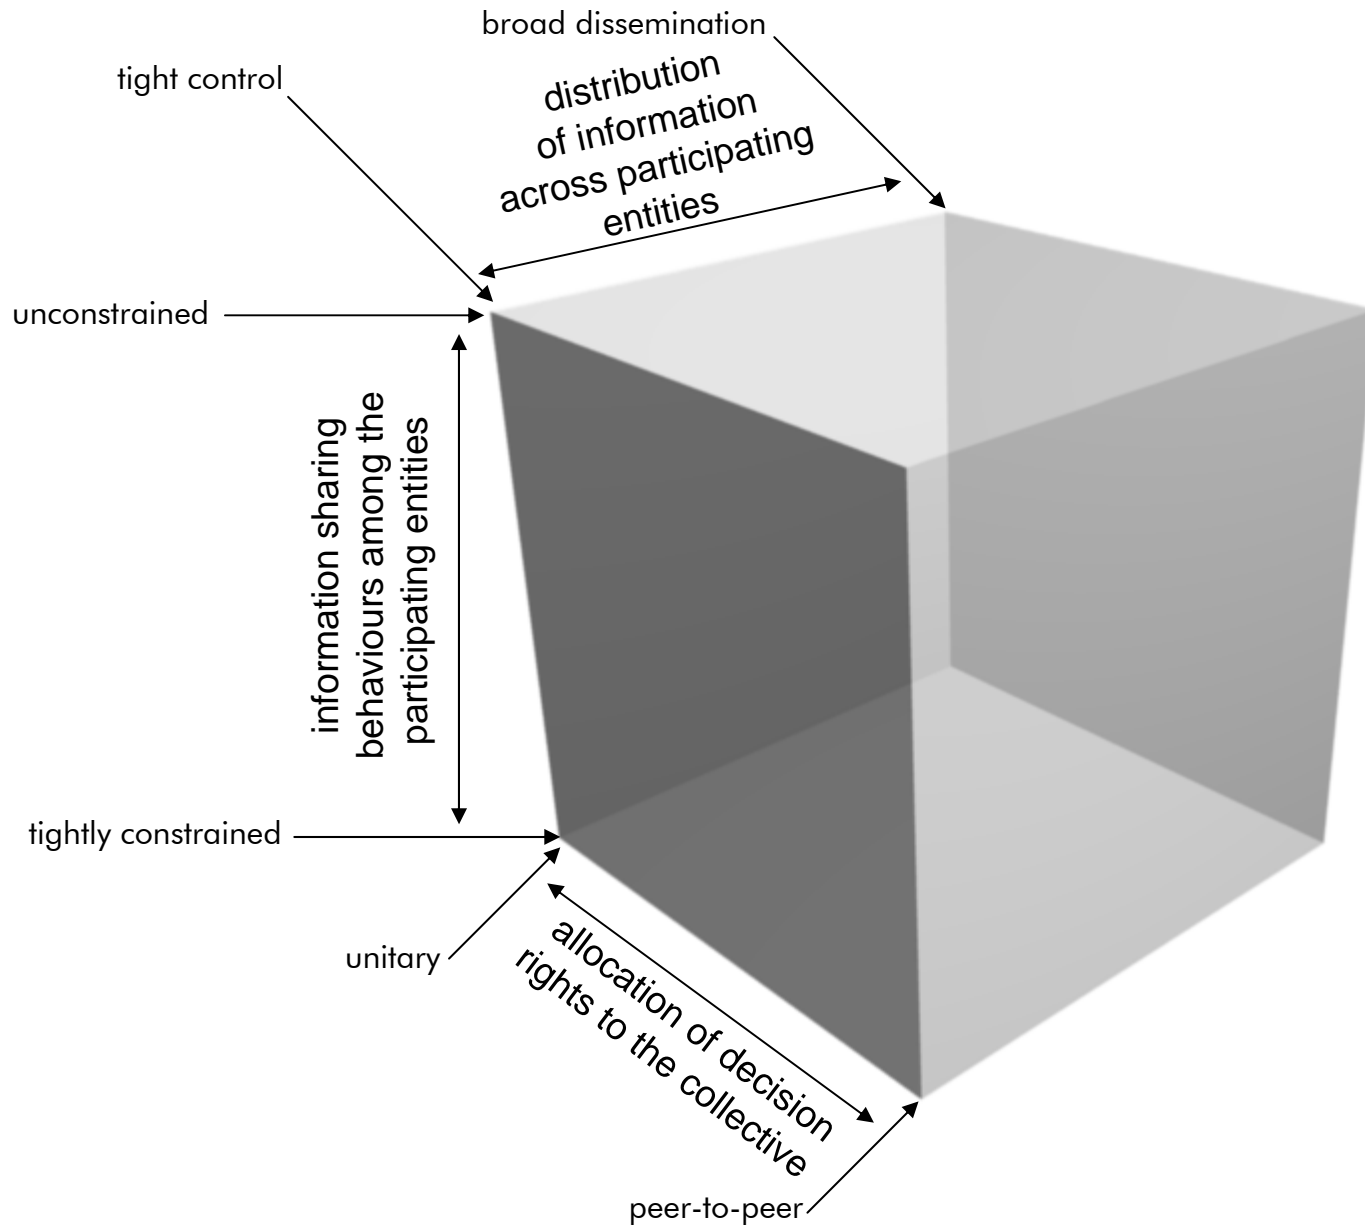 broad dissemination
tight control
distribution
of information
across participating
entities
unconstrained
information sharing
behaviours among the
participating entities
tightly constrained
unitary
allocation of decision
rights to the collective
peer-to-peer